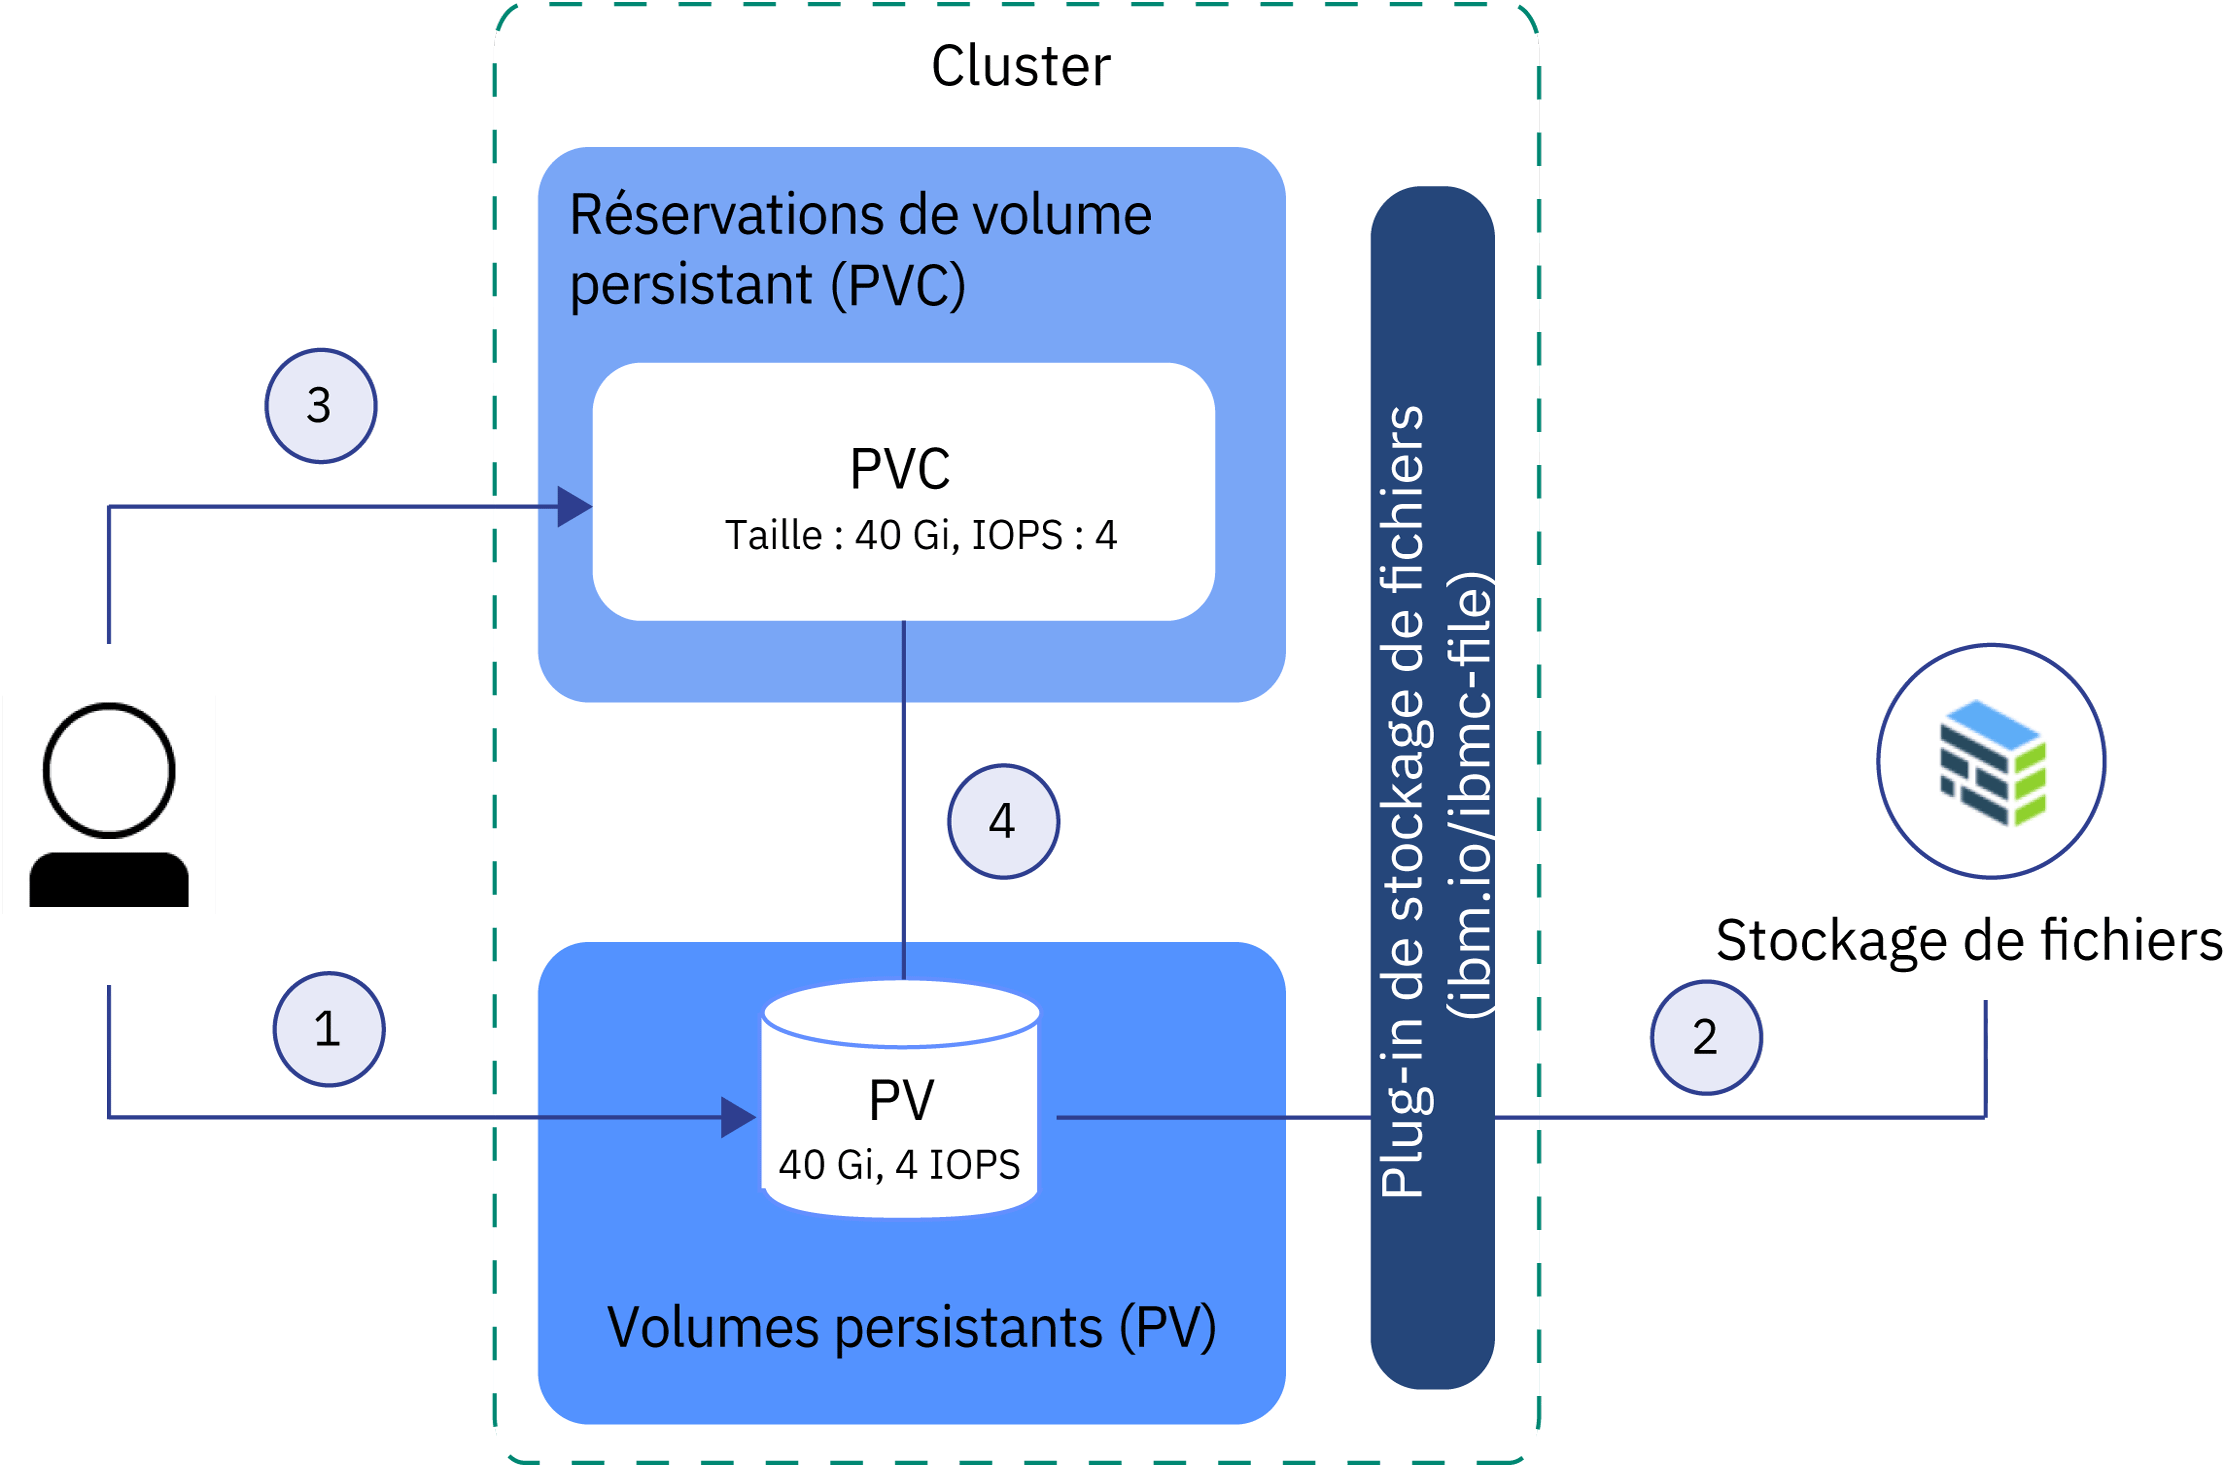 Cluster
Réservations de volume
persistant (PVC)
3
PVC
Taille : 40 Gi, IOPS : 4
4
Plug-in de stockage de fichiers
(ibm.io/ibmc-file)
Stockage de fichiers
1
2
PV
40 Gi, 4 IOPS
Volumes persistants (PV)